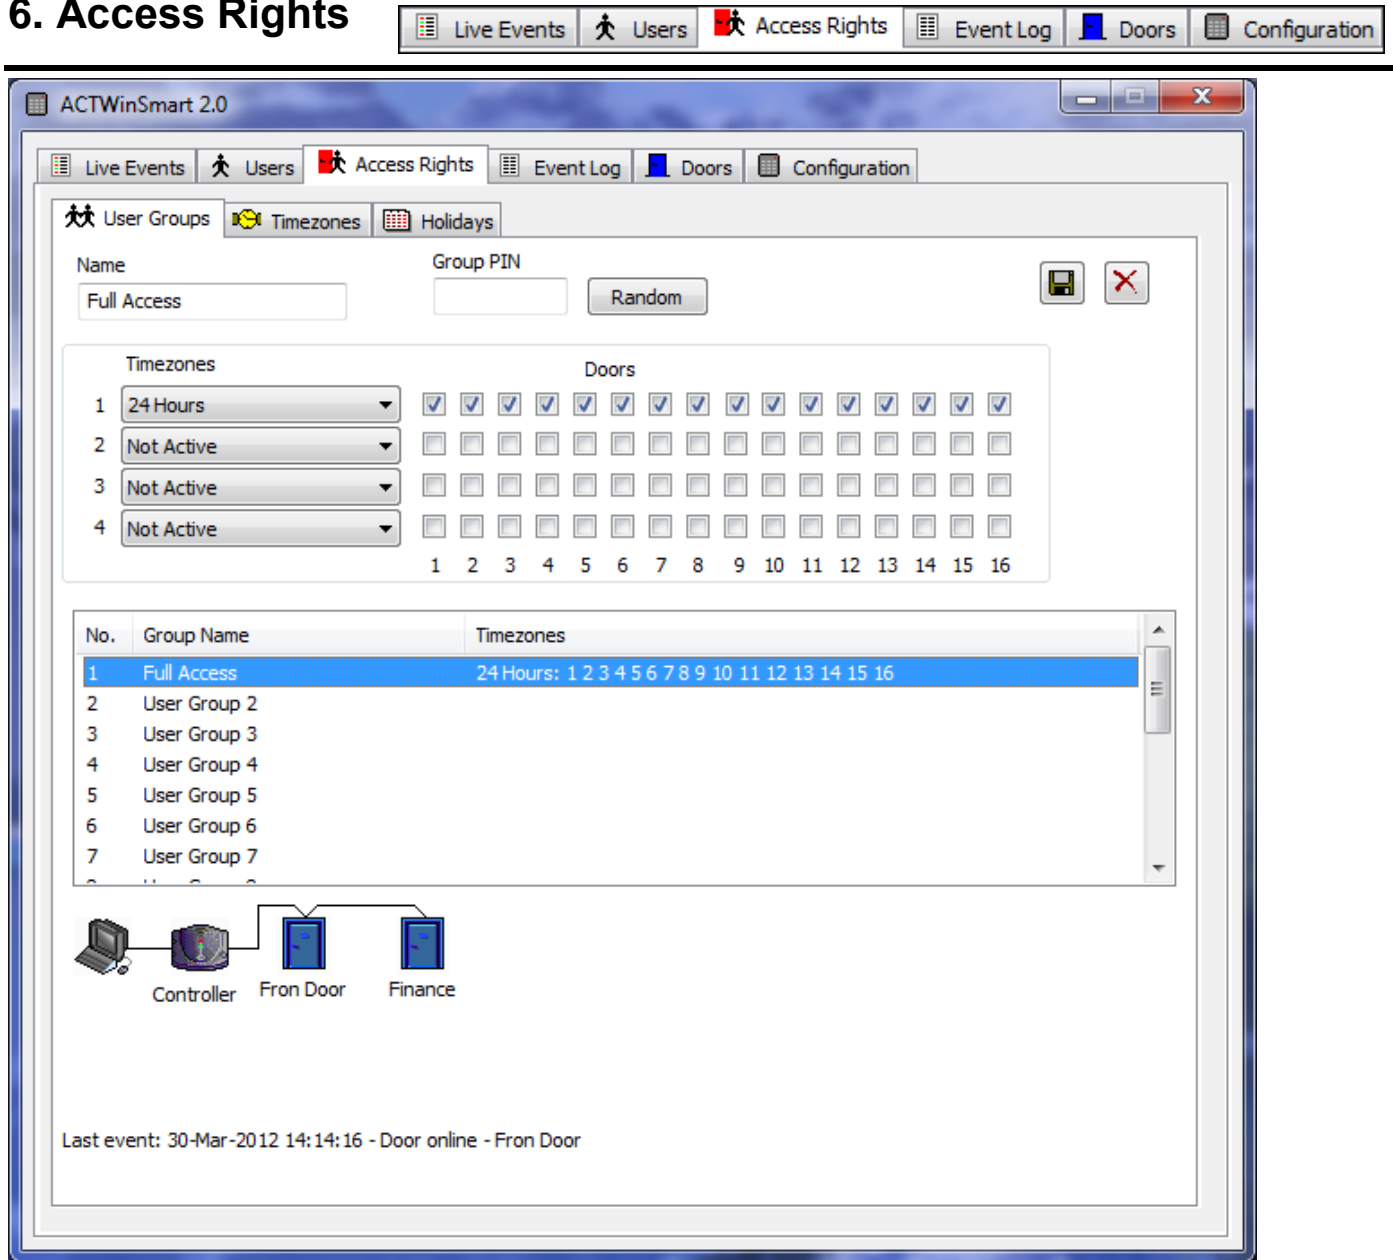 6. Access Rights
Live Events Users Access Rights Event Log Doors Configuration
ACTWinSmart 2.0
Live Events Users Access Rights Event Log Doors Configuration
User Groups Timezones Holidays
Name Group PIN
Full Access Random
Timezones Doors
1 24 Hours
2 Not Active
3 Not Active
4 Not Active
1 2 3 4 5 6 7 8 9 10 11 12 13 14 15 16
No. Group Name Timezones
1 Full Access 24 Hours: 1 2 3 4 5 6 7 8 9 10 11 12 13 14 15 16
2 User Group 2
3 User Group 3
4 User Group 4
5 User Group 5
6 User Group 6
7 User Group 7
Controller Fron Door Finance
Last event: 30-Mar-2012 14:14:16 - Door online - Fron Door